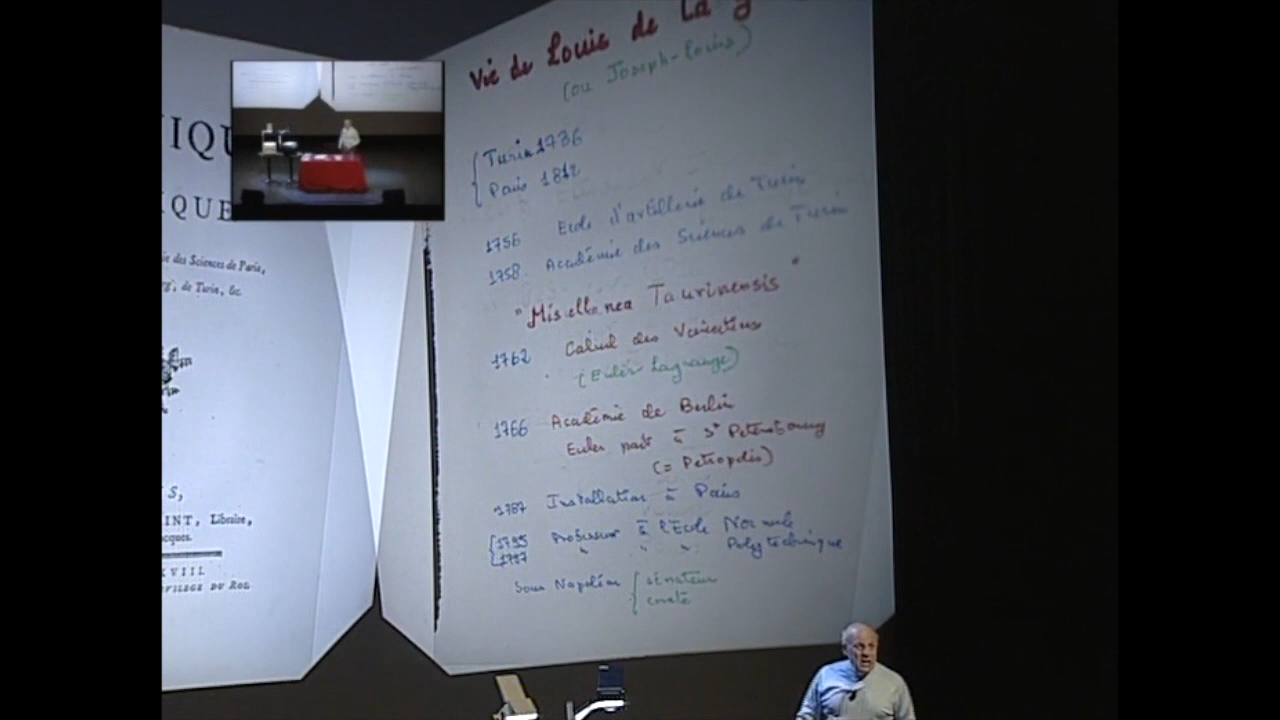 IQU
IQUE
ie des Sciences de Paris,
de Turin, &c.
S,
INT, Libraire,
acques.
XVIII.
VILEGE DU ROI
Vie de Louis de La g
(ou Joseph-Louis)
Turin 1736
Paris 1812
1756 Ecole d'artillerie de Turin
1758. Académie des Sciences de Turin
"Miscellanea Taurinensis"
1762 Calcul des Variations
(Euler Lagrange)
1766 Académie de Berlin
Euler part à St Petersbourg
(= Petropolis)
1787 Installation à Paris
1795 Professeur à l'Ecole Normale
1797 " " " Polytechnique
Sous Napoléon
sénateur
comte